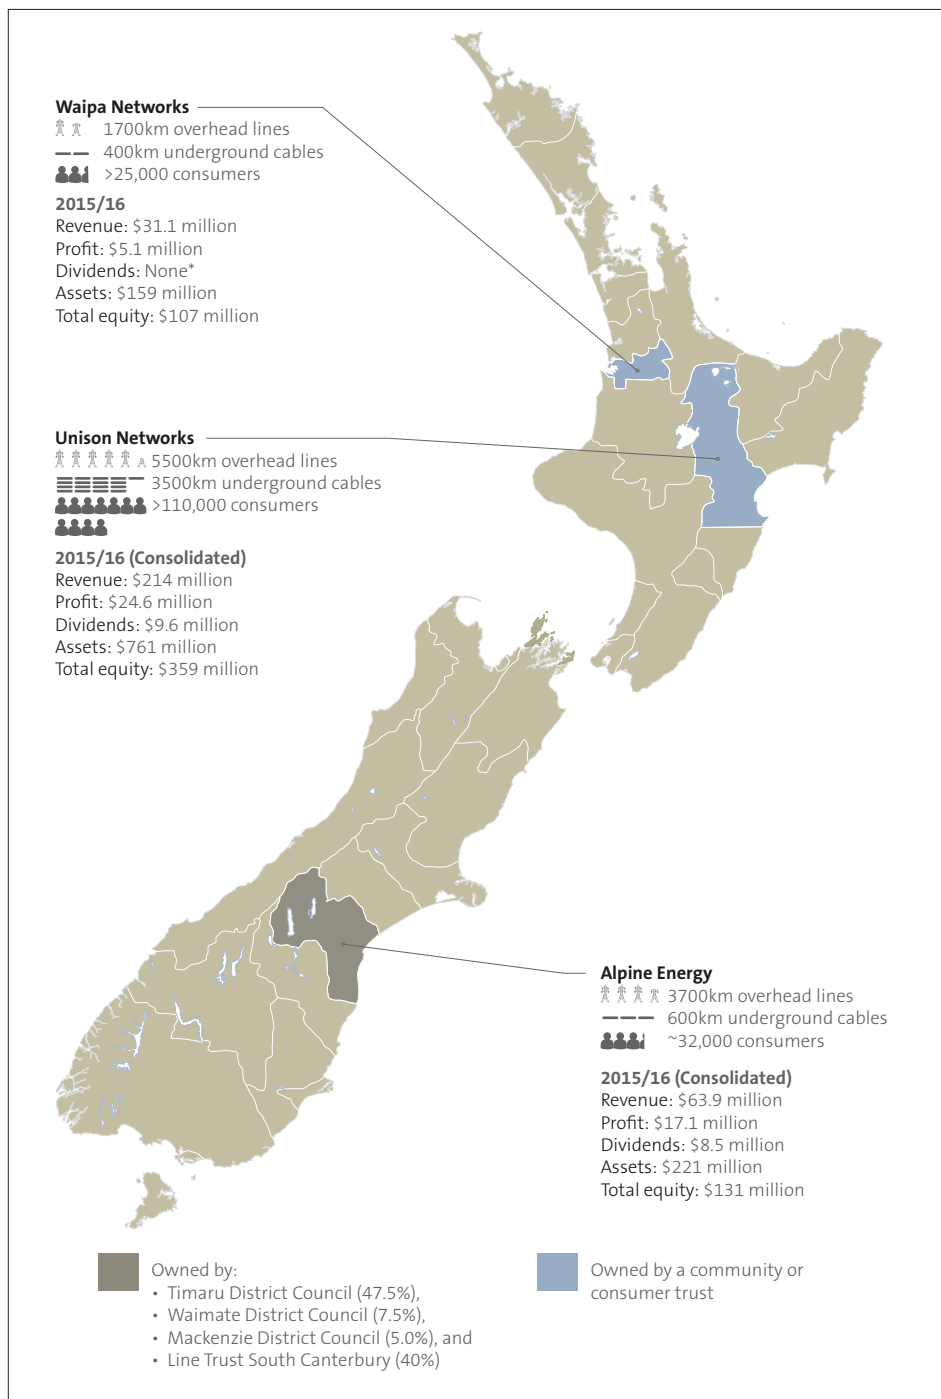 Waipa Networks
1700km overhead lines
400km underground cables
>25,000 consumers
2015/16
Revenue: $31.1 million
Profit: $5.1 million
Dividends: None*
Assets: $159 million
Total equity: $107 million
Unison Networks
5500km overhead lines
3500km underground cables
>110,000 consumers
2015/16 (Consolidated)
Revenue: $214 million
Profit: $24.6 million
Dividends: $9.6 million
Assets: $761 million
Total equity: $359 million
Alpine Energy
3700km overhead lines
600km underground cables
~32,000 consumers
2015/16 (Consolidated)
Revenue: $63.9 million
Profit: $17.1 million
Dividends: $8.5 million
Assets: $221 million
Total equity: $131 million
Owned by:
• Timaru District Council (47.5%),
• Waimate District Council (7.5%),
• Mackenzie District Council (5.0%), and
• Line Trust South Canterbury (40%)
Owned by a community or
consumer trust